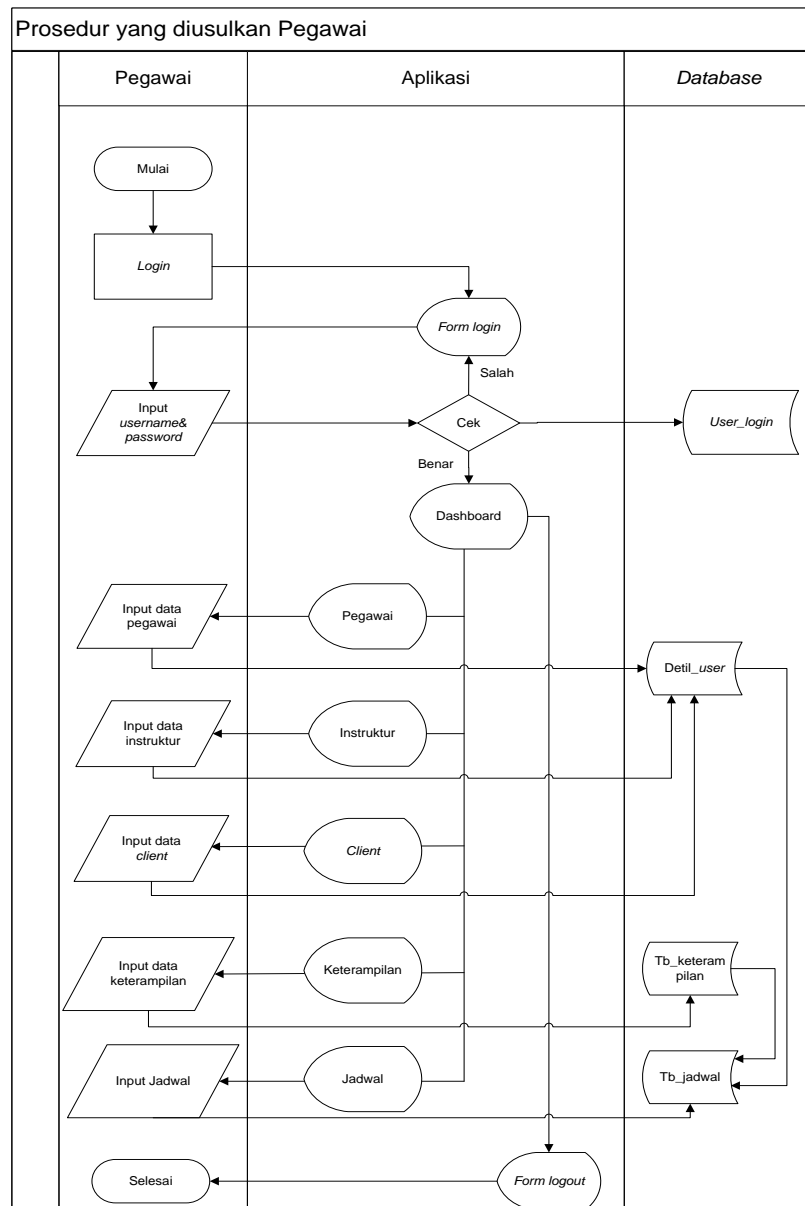 Prosedur yang diusulkan Pegawai
Pegawai
Aplikasi
Database
Mulai
Login
Form login
Salah
Input
username&
password
Cek
User_login
Benar
Dashboard
Input data
pegawai
Pegawai
Detil_user
Input data
instruktur
Instruktur
Input data
client
Client
Input data
keterampilan
Keterampilan
Tb_keteram
pilan
Input Jadwal
Jadwal
Tb_jadwal
Selesai
Form logout